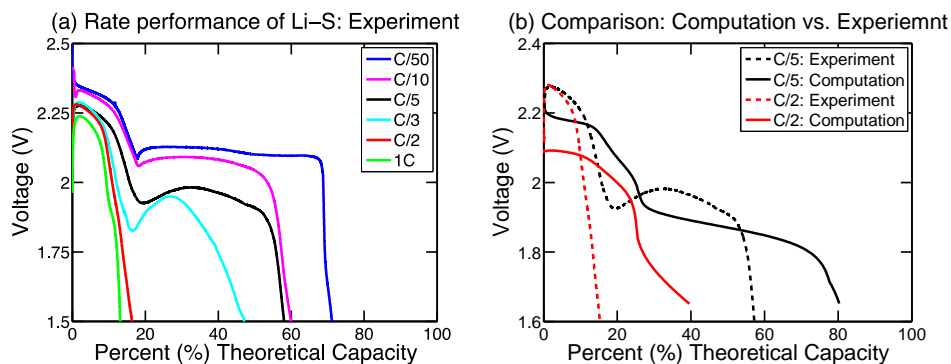 (a) Rate performance of Li–S: Experiment
2.5
2.25
2
1.75
1.5
Voltage (V)
C/50
C/10
C/5
C/3
C/2
1C
0 20 40 60 80 100
Percent (%) Theoretical Capacity
(b) Comparison: Computation vs. Experiemnt
2.4
2.2
2
1.8
1.6
Voltage (V)
C/5: Experiment
C/5: Computation
C/2: Experiment
C/2: Computation
0 20 40 60 80 100
Percent (%) Theoretical Capacity